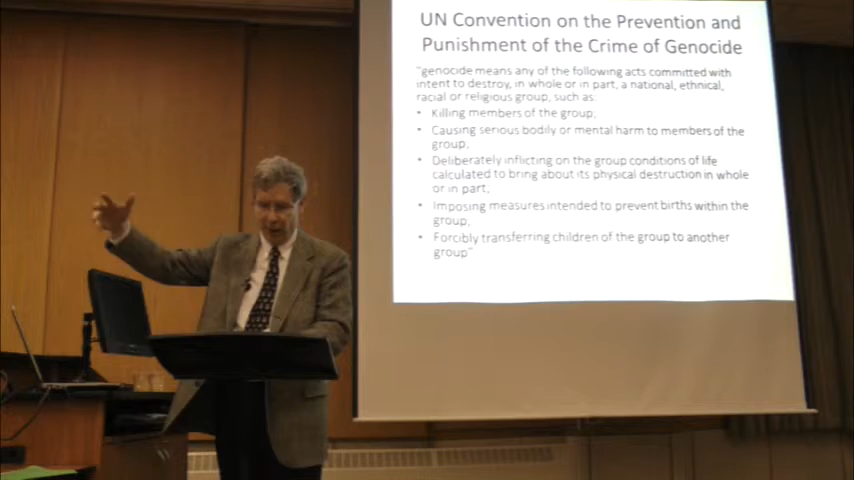 UN Convention on the Prevention and
Punishment of the Crime of Genocide
"genocide means any of the following acts committed with
intent to destroy, in whole or in part, a national, ethnical,
racial or religious group, such as:
• Killing members of the group;
• Causing serious bodily or mental harm to members of the
group;
• Deliberately inflicting on the group conditions of life
calculated to bring about its physical destruction in whole
or in part;
• Imposing measures intended to prevent births within the
group;
• Forcibly transferring children of the group to another
group"